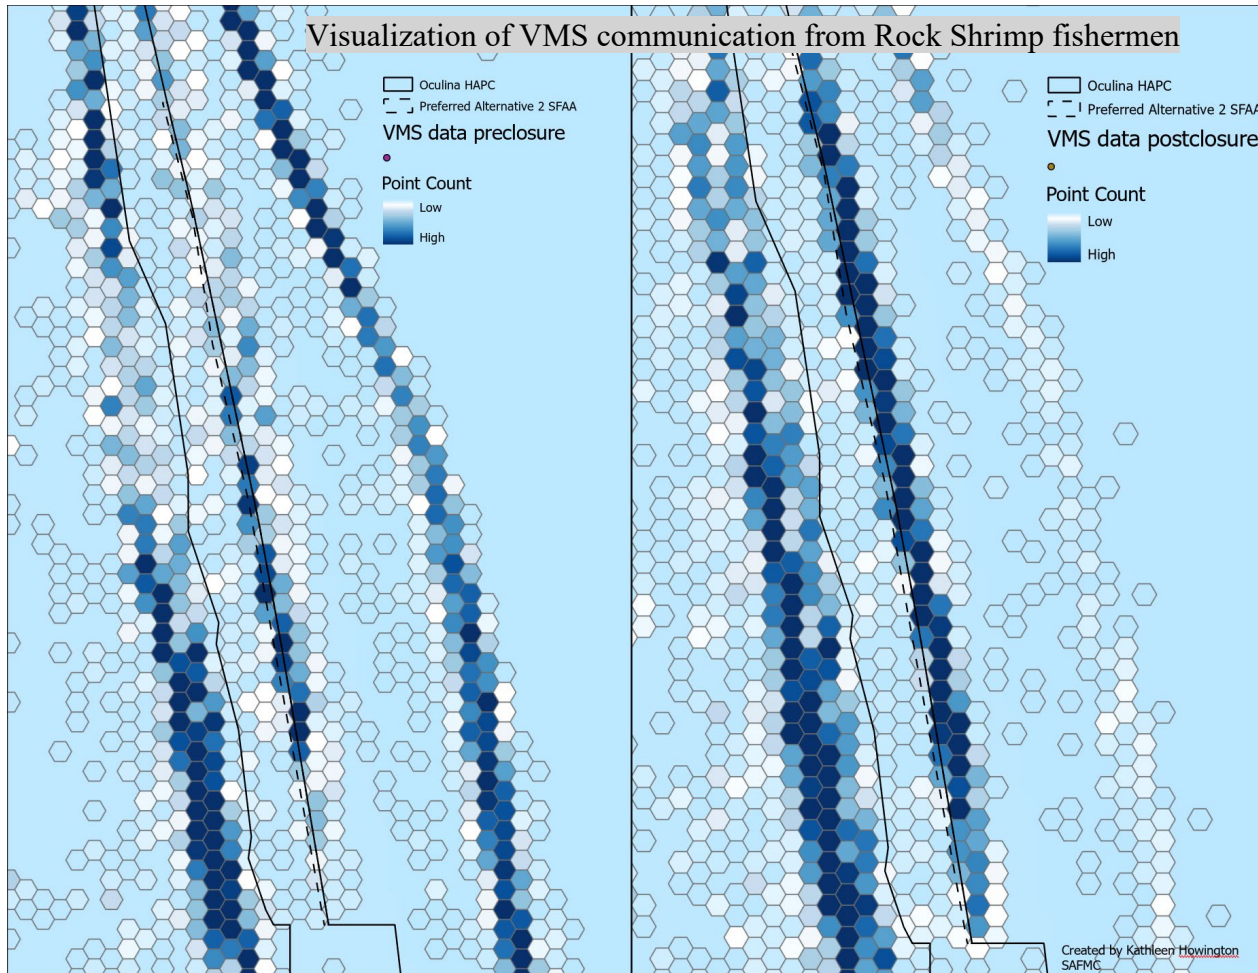 Visualization of VMS communication from Rock Shrimp fishermen
Oculina HAPC
Preferred Alternative 2 SFAA
VMS data preclosure
Point Count
Low
High
Oculina HAPC
Preferred Alternative 2 SFAA
VMS data postclosure
Point Count
Low
High
Created by Kathleen Howington
SAFMC